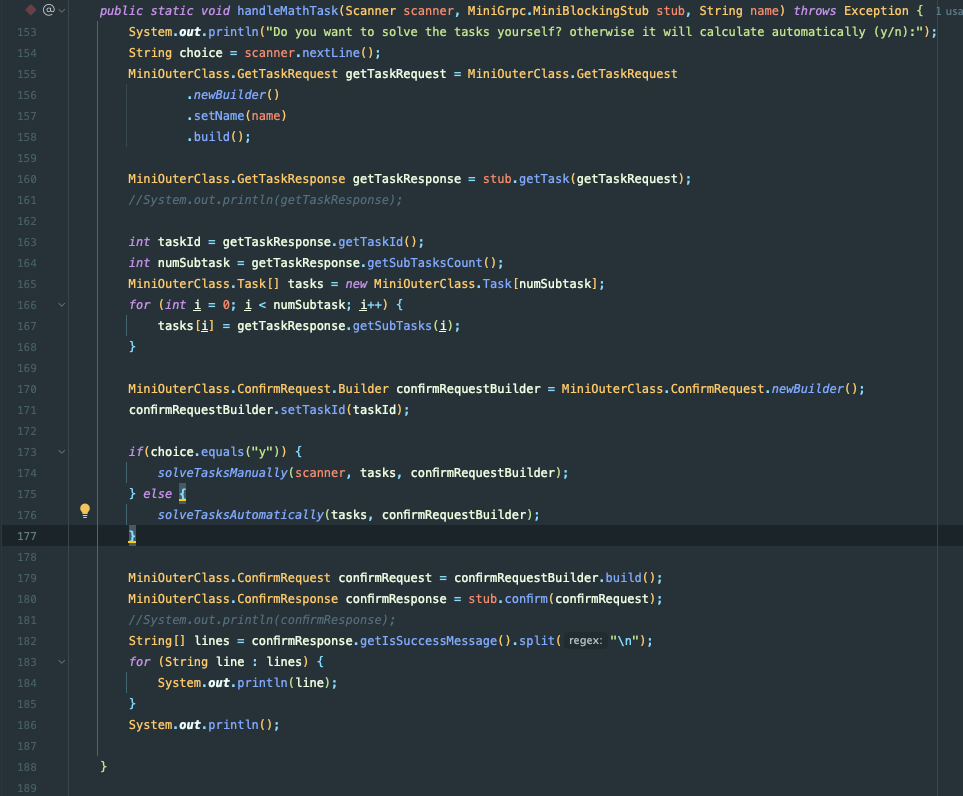 public static void handleMathTask(Scanner scanner, MiniGrpc.MiniBlockingStub stub, String name) throws Exception { 1 usa
153 System.out.println("Do you want to solve the tasks yourself? otherwise it will calculate automatically (y/n):");
154 String choice = scanner.nextLine();
155 MiniOuterClass.GetTaskRequest getTaskRequest = MiniOuterClass.GetTaskRequest
156 .newBuilder()
157 .setName(name)
158 .build();
159
160 MiniOuterClass.GetTaskResponse getTaskResponse = stub.getTask(getTaskRequest);
161 //System.out.println(getTaskResponse);
162
163 int taskId = getTaskResponse.getTaskId();
164 int numSubtask = getTaskResponse.getSubTasksCount();
165 MiniOuterClass.Task[] tasks = new MiniOuterClass.Task[numSubtask];
166 for (int i = 0; i < numSubtask; i++) {
167 tasks[i] = getTaskResponse.getSubTasks(i);
168 }
169
170 MiniOuterClass.ConfirmRequest.Builder confirmRequestBuilder = MiniOuterClass.ConfirmRequest.newBuilder();
171 confirmRequestBuilder.setTaskId(taskId);
172
173 if(choice.equals("y")) {
174 solveTasksManually(scanner, tasks, confirmRequestBuilder);
175 } else {
176 solveTasksAutomatically(tasks, confirmRequestBuilder);
177 }
178
179 MiniOuterClass.ConfirmRequest confirmRequest = confirmRequestBuilder.build();
180 MiniOuterClass.ConfirmResponse confirmResponse = stub.confirm(confirmRequest);
181 //System.out.println(confirmResponse);
182 String[] lines = confirmResponse.getIsSuccessMessage().split( regex: "\n");
183 for (String line : lines) {
184 System.out.println(line);
185 }
186 System.out.println();
187
188 }
189